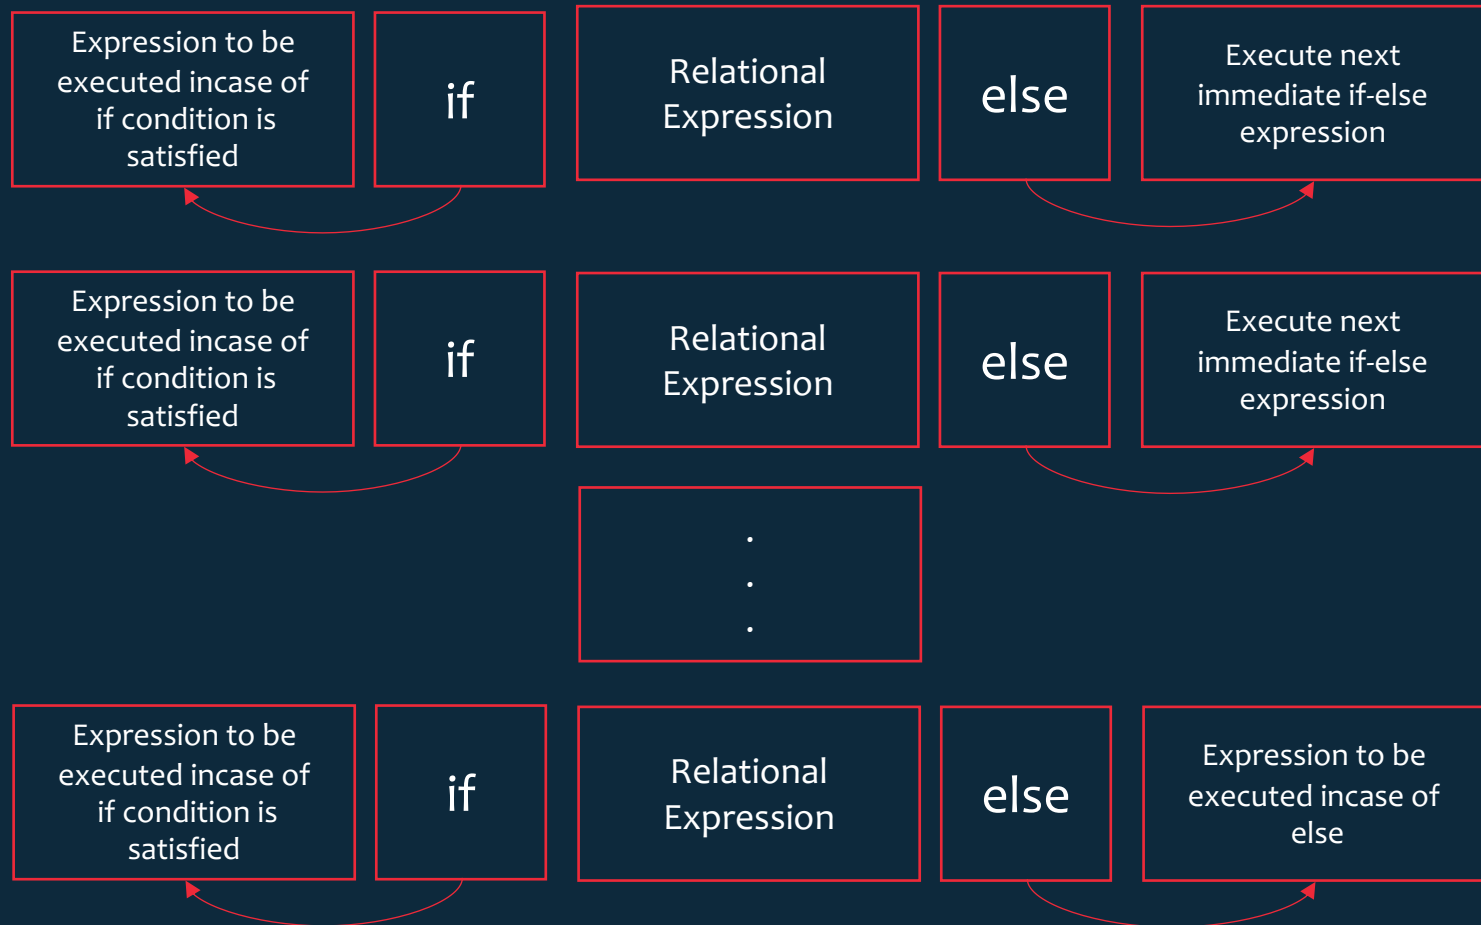 Expression to be
executed incase of
if condition is
satisfied
if
Relational
Expression
else
Execute next
immediate if-else
expression
Expression to be
executed incase of
if condition is
satisfied
if
Relational
Expression
else
Execute next
immediate if-else
expression
.
.
.
Expression to be
executed incase of
if condition is
satisfied
if
Relational
Expression
else
Expression to be
executed incase of
else